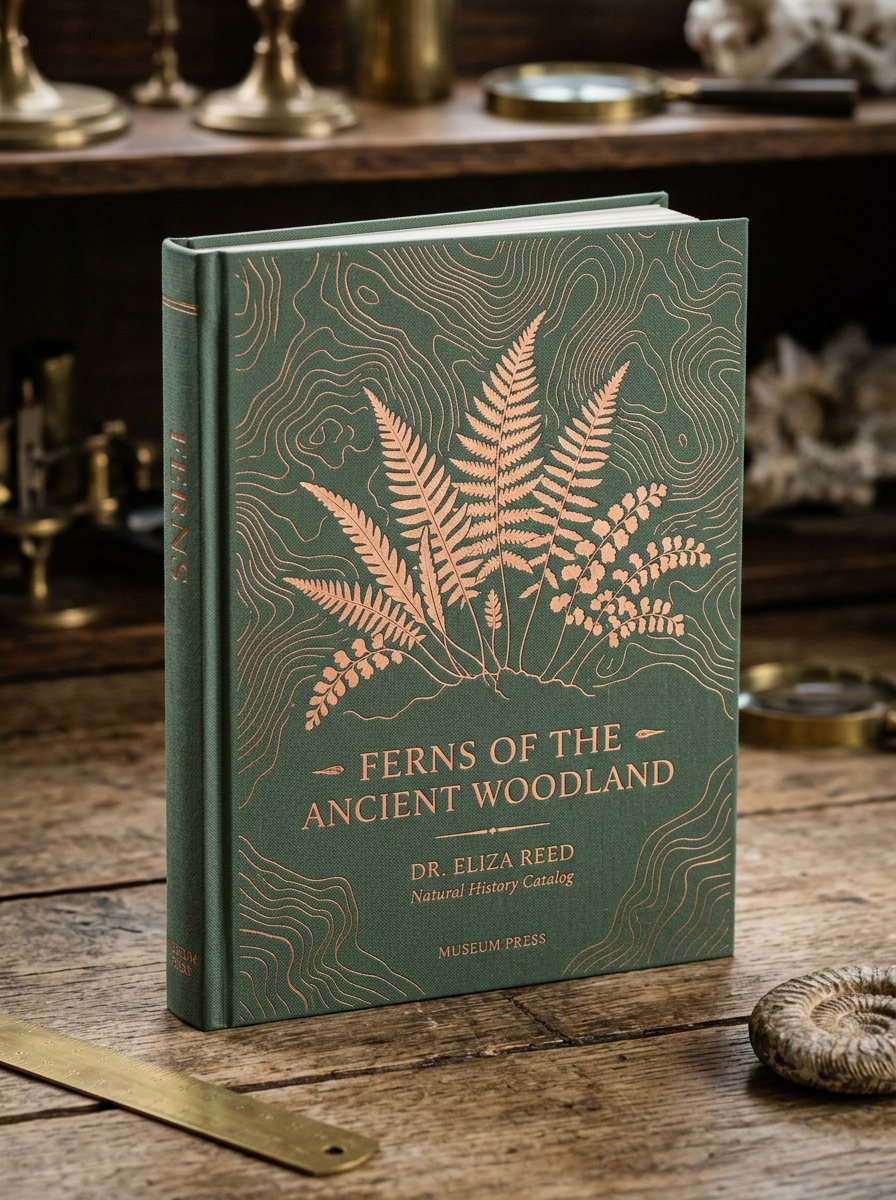 FERNS
FERNS OF THE
ANCIENT WOODLAND
DR. ELIZA REED
Natural History Catalog
MUSEUM PRESS